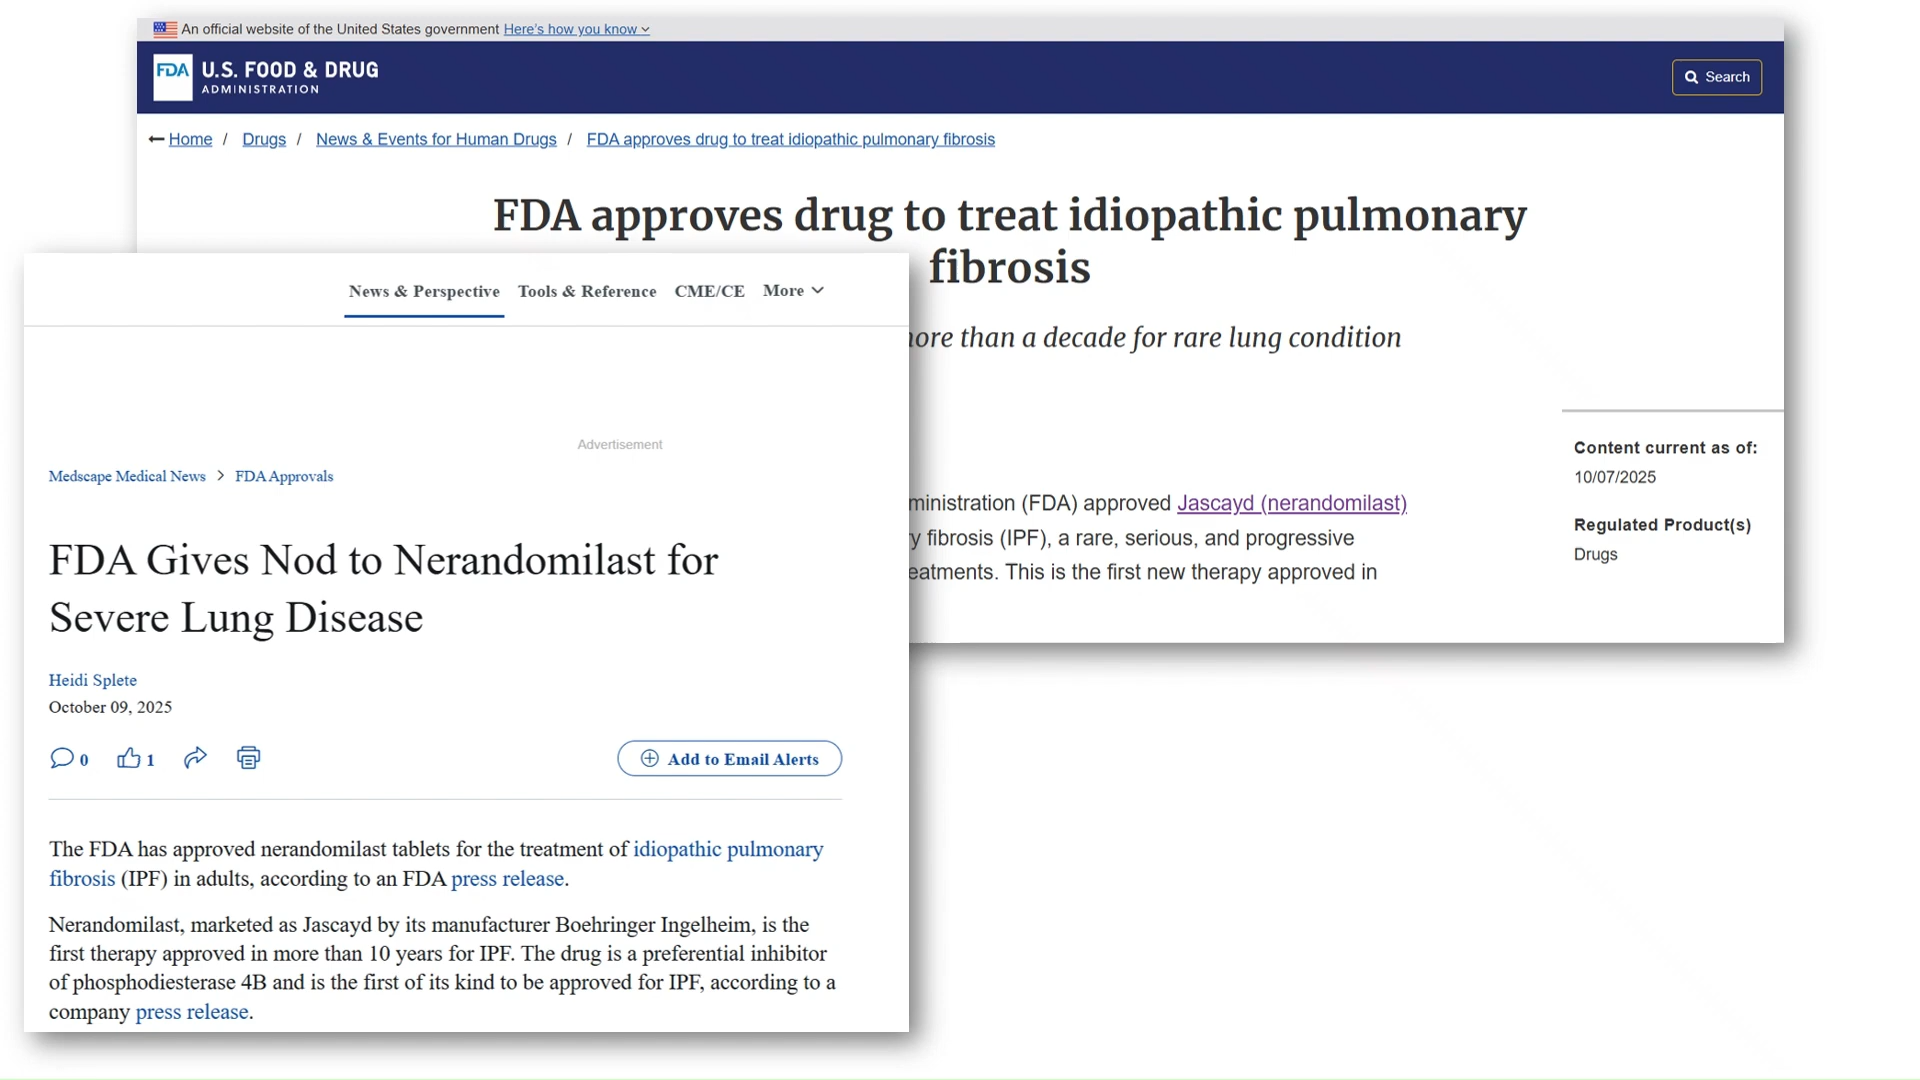 An official website of the United States government Here's how you know
FDA U.S. FOOD & DRUG
ADMINISTRATION
Search
Home / Drugs / News & Events for Human Drugs / FDA approves drug to treat idiopathic pulmonary fibrosis
FDA approves drug to treat idiopathic pulmonary
fibrosis
ore than a decade for rare lung condition
ministration (FDA) approved Jascayd (nerandomilast)
y fibrosis (IPF), a rare, serious, and progressive
eatments. This is the first new therapy approved in
Content current as of:
10/07/2025
Regulated Product(s)
Drugs
News & Perspective Tools & Reference CME/CE More
Advertisement
Medscape Medical News > FDA Approvals
FDA Gives Nod to Nerandomilast for
Severe Lung Disease
Heidi Splete
October 09, 2025
0 1
Add to Email Alerts
The FDA has approved nerandomilast tablets for the treatment of idiopathic pulmonary
fibrosis (IPF) in adults, according to an FDA press release.
Nerandomilast, marketed as Jascayd by its manufacturer Boehringer Ingelheim, is the
first therapy approved in more than 10 years for IPF. The drug is a preferential inhibitor
of phosphodiesterase 4B and is the first of its kind to be approved for IPF, according to a
company press release.